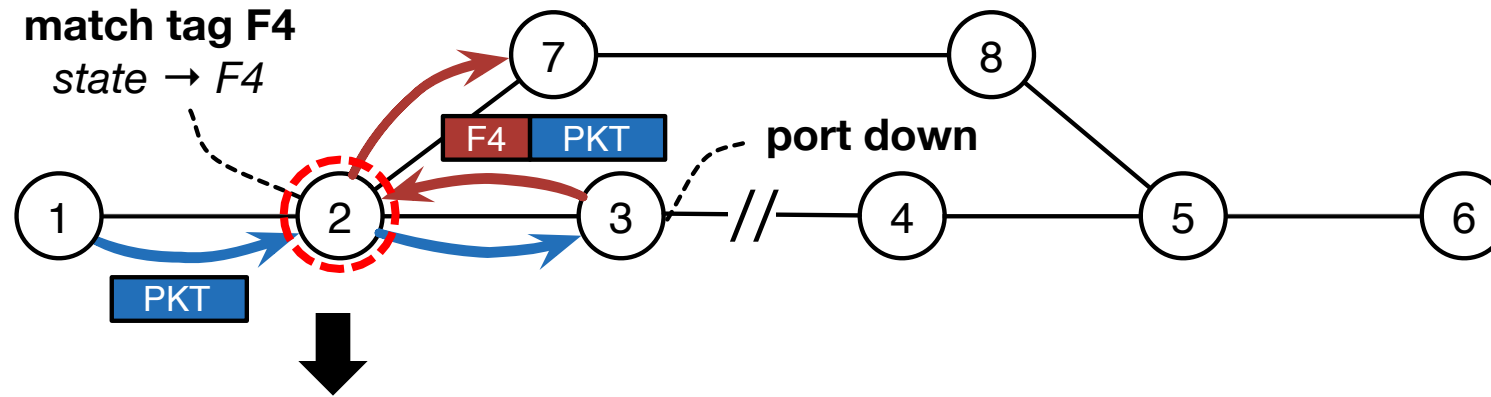 match tag F4
state → F4
7
8
F4 PKT
port down
1
2
3
//
4
5
6
PKT